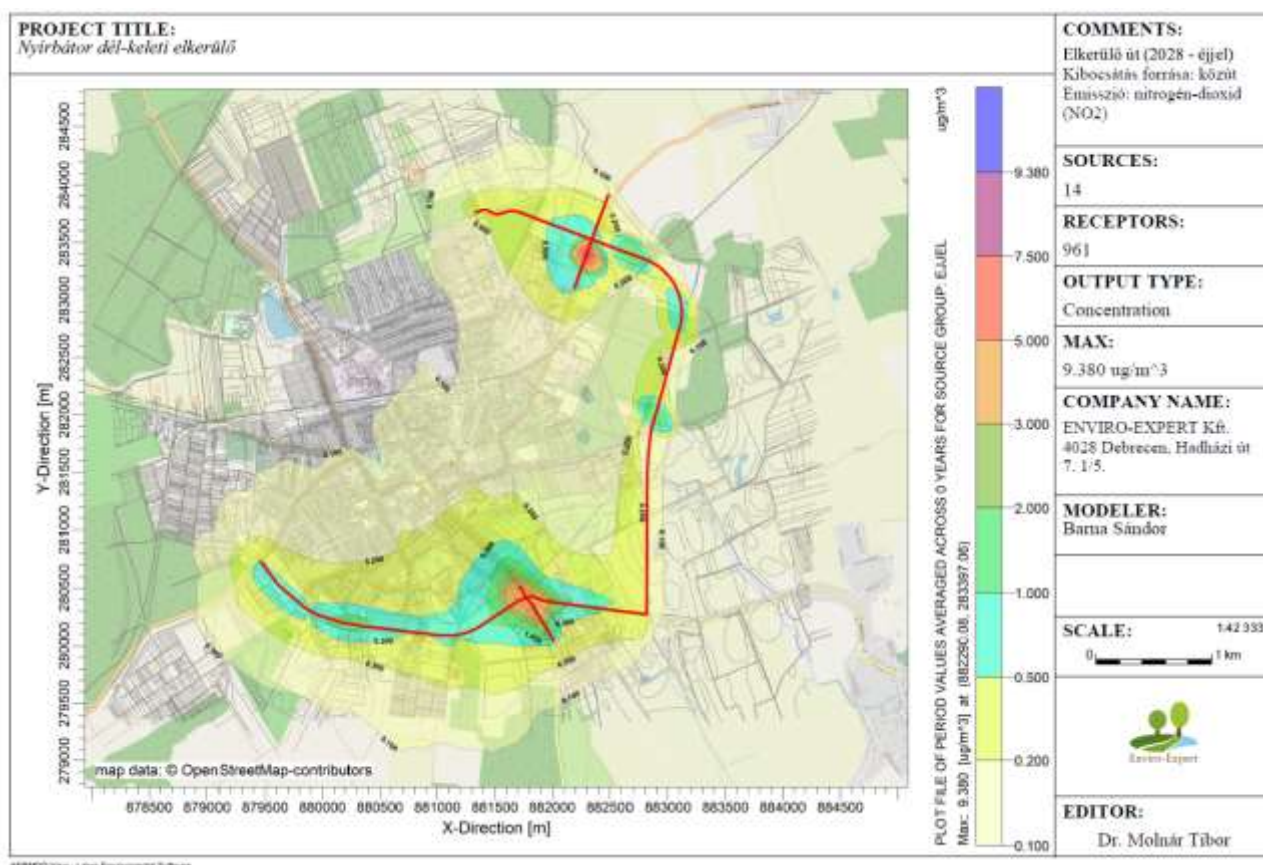 PROJECT TITLE:
Nyírbátor dél-keleti elkerülő
COMMENTS:
Elkerülő út (2028 - éjjel)
Kibocsátás forrása: közút
Emisszió: nitrogén-dioxid
(NO2)
SOURCES:
14
RECEPTORS:
961
OUTPUT TYPE:
Concentration
MAX:
9.380 ug/m^3
COMPANY NAME:
ENVIRO-EXPERT Kft.
4028 Debrecen, Hadházi út
7. 1/5.
MODELER:
Barna Sándor
SCALE:
1:42 333
0
1 km
Enviro-Expert
EDITOR:
Dr. Molnár Tibor
Y-Direction [m]
284500
284000
283500
283000
282500
282000
281500
281000
280500
280000
279500
279000
map data: © OpenStreetMap-contributors
878500 879000 879500 880000 880500 881000 881500 882000 882500 883000 883500 884000 884500
X-Direction [m]
PLOT FILE OF PERIOD VALUES AVERAGED ACROSS 0 YEARS FOR SOURCE GROUP: EJJEL
Max: 9.380 [ug/m^3] at (882290.08, 283397.06)
ug/m^3
9.380
7.500
5.000
3.000
2.000
1.000
0.500
0.200
0.100